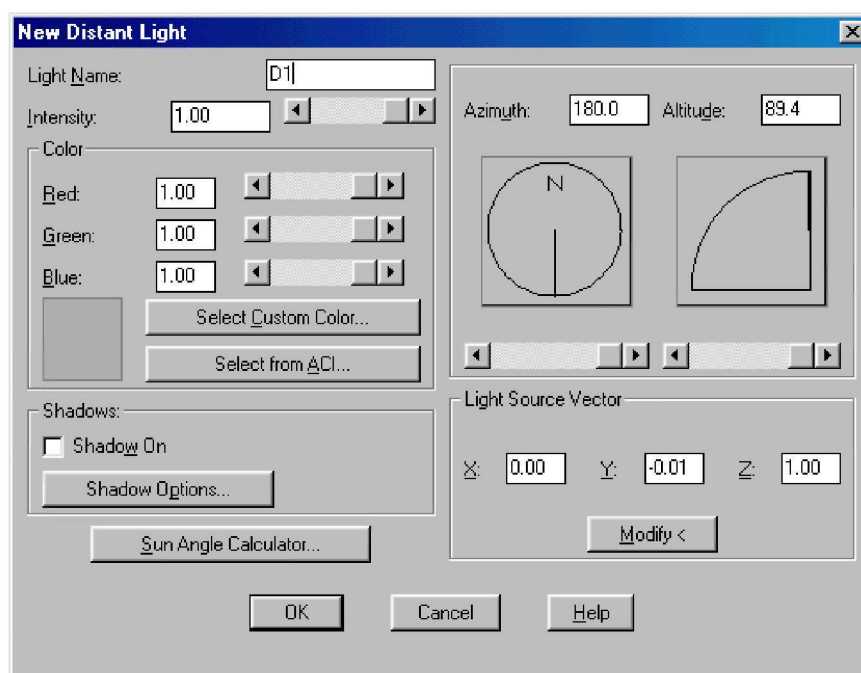 New Distant Light
Light Name: D1
Intensity: 1.00
Color
Red: 1.00
Green: 1.00
Blue: 1.00
Select Custom Color...
Select from ACI...
Shadows:
Shadow On
Shadow Options...
Sun Angle Calculator...
Azimuth: 180.0 Altitude: 89.4
N
Light Source Vector
X: 0.00 Y: -0.01 Z: 1.00
Modify <
OK Cancel Help